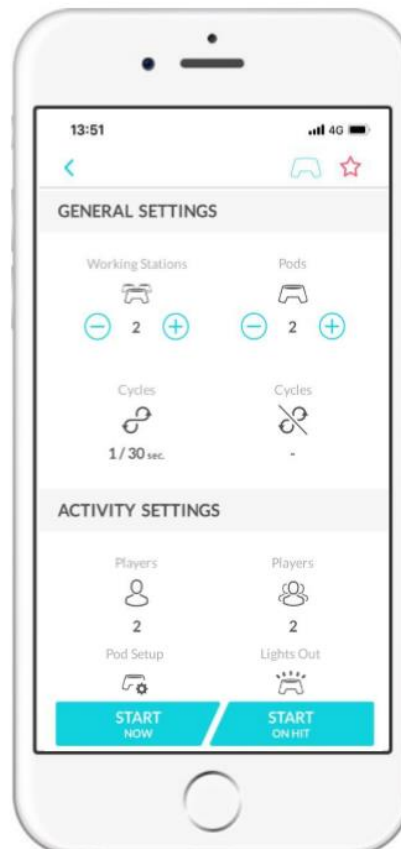 13:51 4G
GENERAL SETTINGS
Working Stations Pods
2 2
Cycles Cycles
1 / 30 sec. -
ACTIVITY SETTINGS
Players Players
2 2
Pod Setup Lights Out
START START
NOW ON HIT